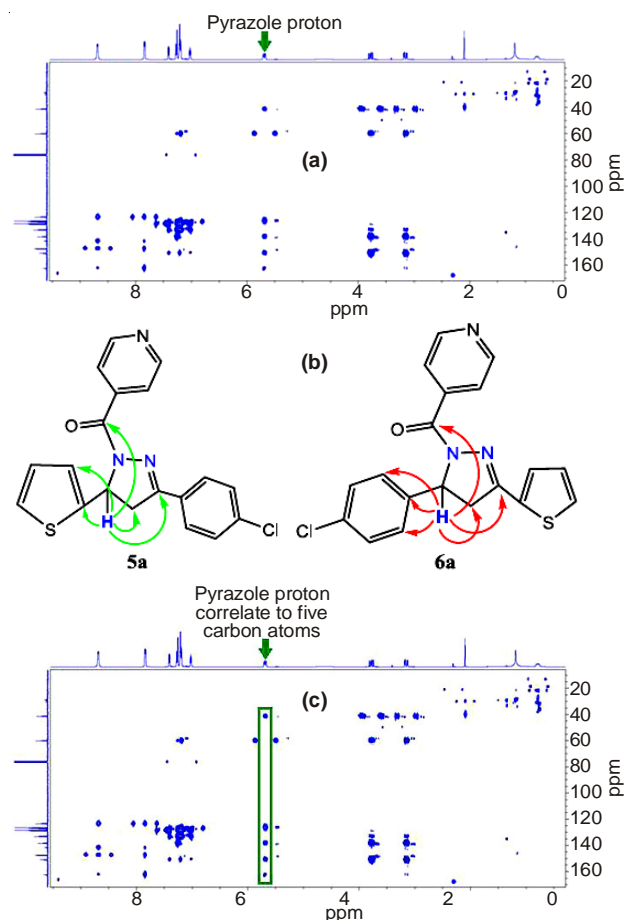 Pyrazole proton
(a)
20
40
60
80
100
120
140
160
ppm
8 6 4 2 0
ppm
(b)
N
O
N N
S
H
Cl
5a
N
O
N N
Cl
H
S
6a
Pyrazole proton
correlate to five
carbon atoms
(c)
20
40
60
80
100
120
140
160
ppm
8 6 4 2 0
ppm